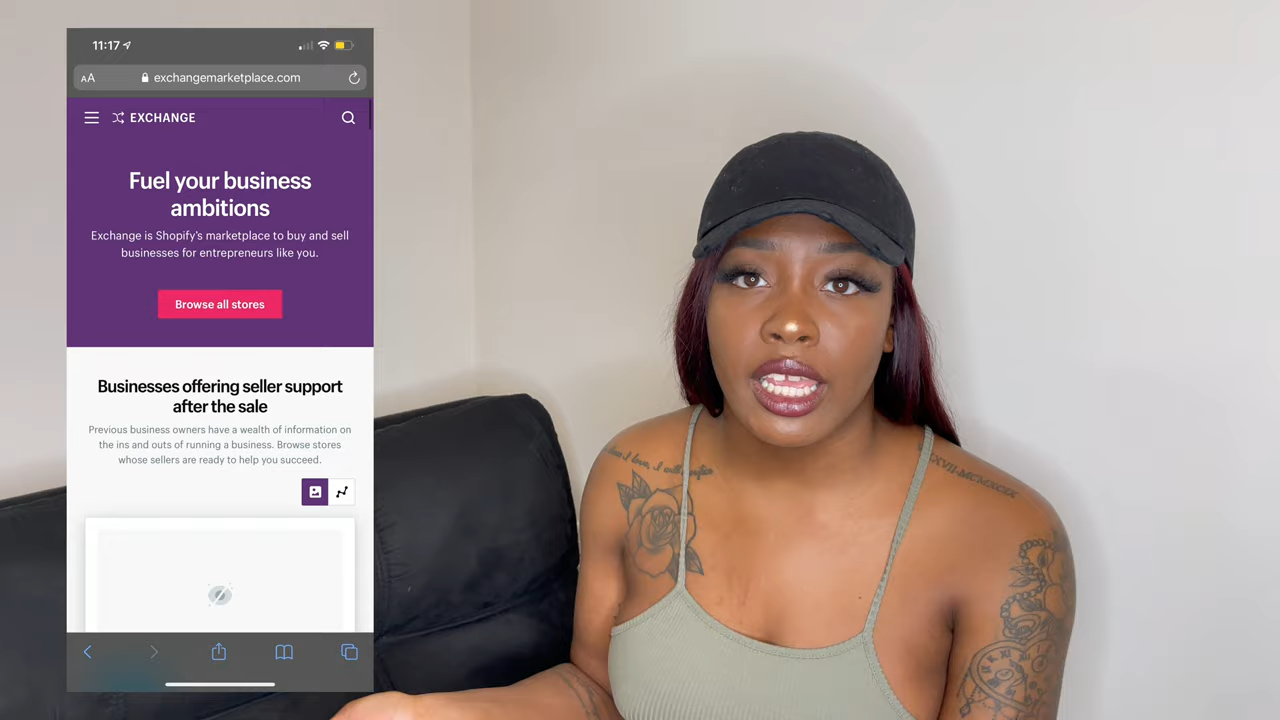 11:17
AA
exchangemarketplace.com
EXCHANGE
Fuel your business
ambitions
Exchange is Shopify's marketplace to buy and sell
businesses for entrepreneurs like you.
Browse all stores
Businesses offering seller support
after the sale
Previous business owners have a wealth of information on
the ins and outs of running a business. Browse stores
whose sellers are ready to help you succeed.